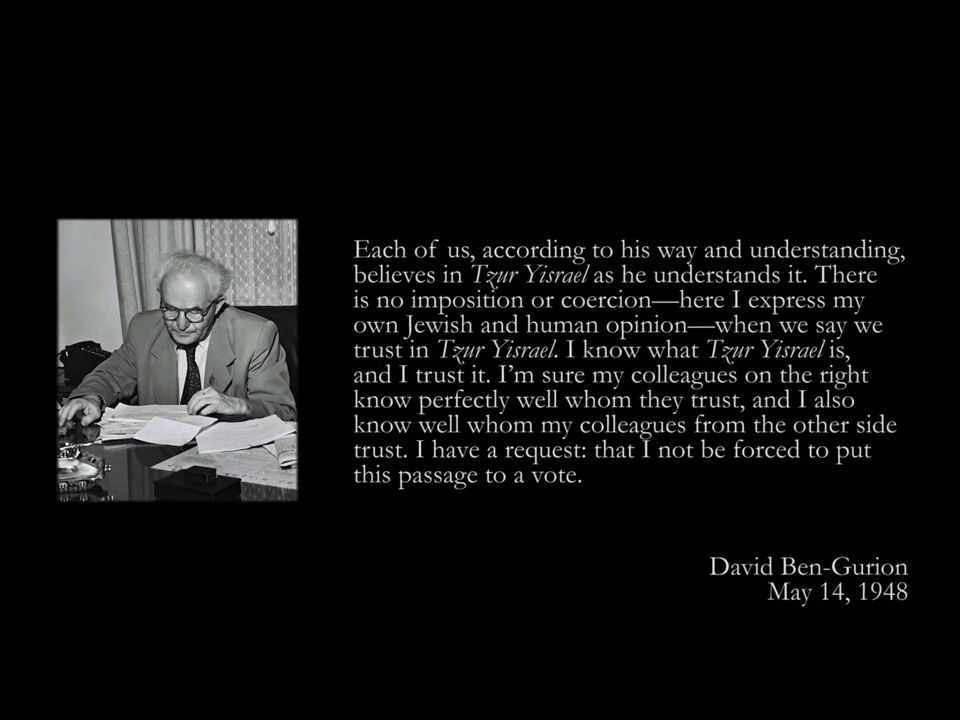 Each of us, according to his way and understanding,
believes in Tzur Yisrael as he understands it. There
is no imposition or coercion—here I express my
own Jewish and human opinion—when we say we
trust in Tzur Yisrael. I know what Tzur Yisrael is,
and I trust it. I’m sure my colleagues on the right
know perfectly well whom they trust, and I also
know well whom my colleagues from the other side
trust. I have a request: that I not be forced to put
this passage to a vote.
David Ben-Gurion
May 14, 1948